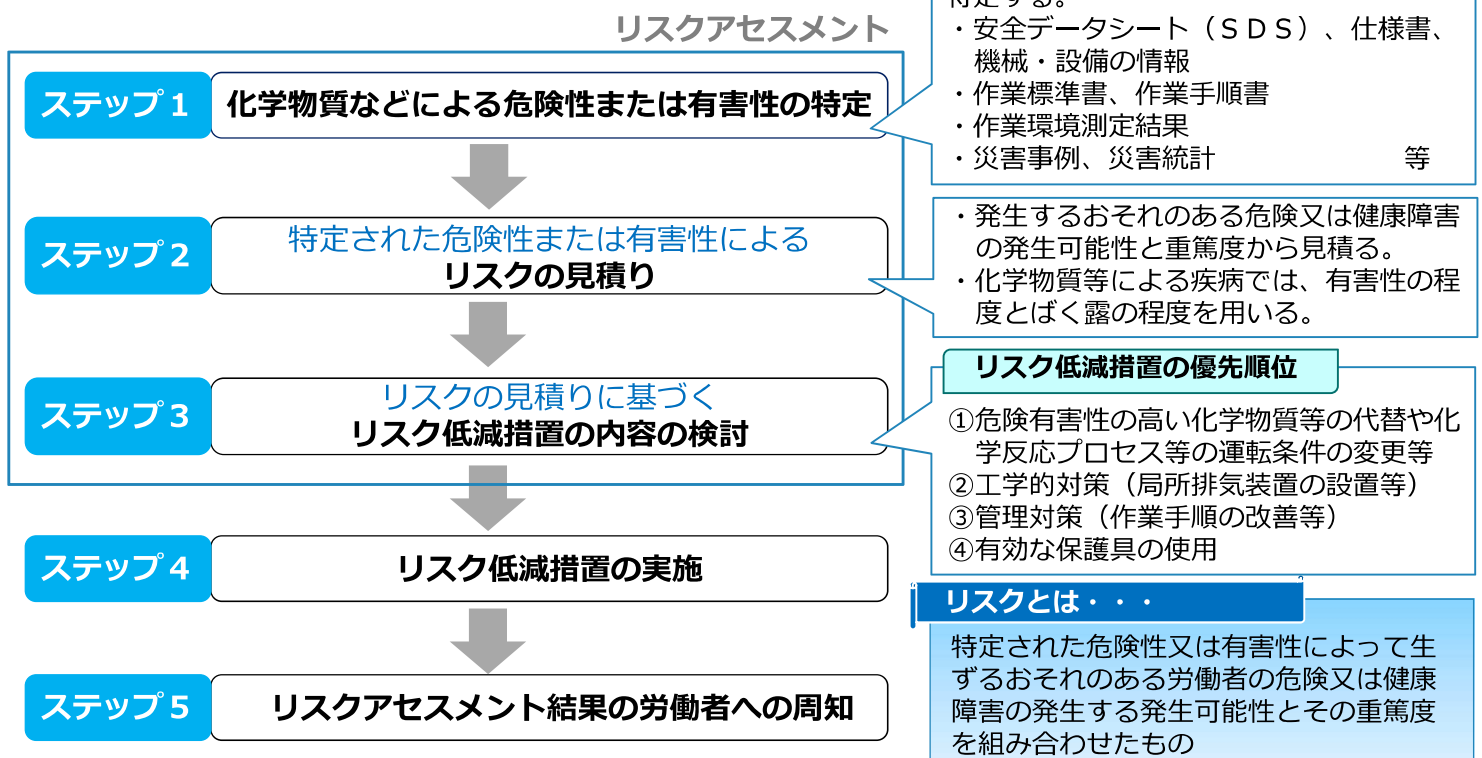 リスクアセスメント
ステップ1
化学物質などによる危険性または有害性の特定
特定する。
・安全データシート（ＳＤＳ）、仕様書、
機械・設備の情報
・作業標準書、作業手順書
・作業環境測定結果
・災害事例、災害統計 等
ステップ2
特定された危険性または有害性による
リスクの見積り
・発生するおそれのある危険又は健康障害
の発生可能性と重篤度から見積る。
・化学物質等による疾病では、有害性の程
度とばく露の程度を用いる。
ステップ3
リスクの見積りに基づく
リスク低減措置の内容の検討
リスク低減措置の優先順位
①危険有害性の高い化学物質等の代替や化
学反応プロセス等の運転条件の変更等
②工学的対策（局所排気装置の設置等）
③管理対策（作業手順の改善等）
④有効な保護具の使用
ステップ4
リスク低減措置の実施
ステップ5
リスクアセスメント結果の労働者への周知
リスクとは・・・
特定された危険性又は有害性によって生
ずるおそれのある労働者の危険又は健康
障害の発生する発生可能性とその重篤度
を組み合わせたもの